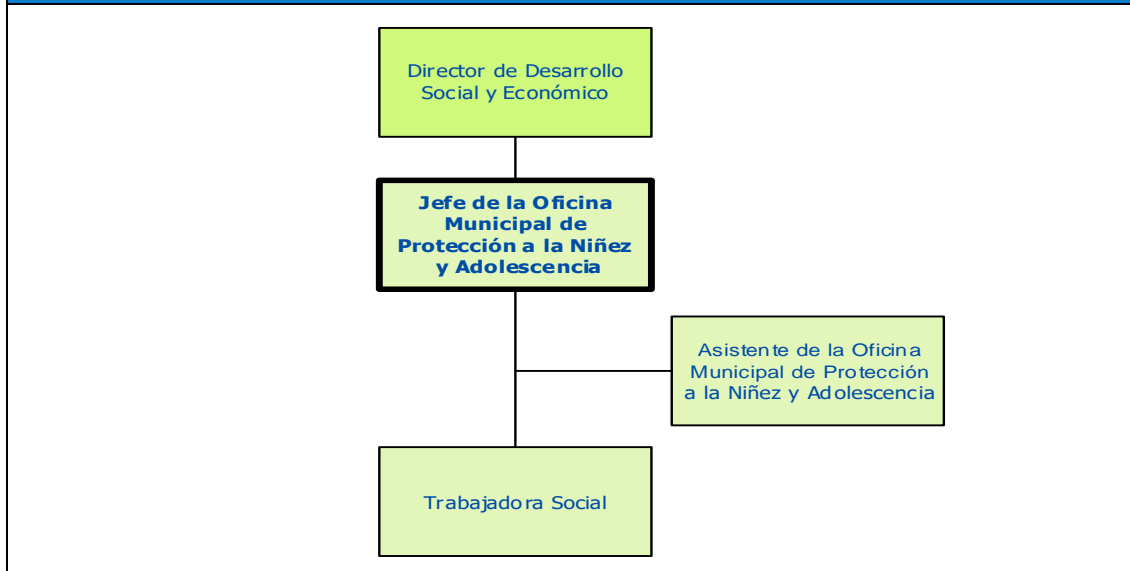 Director de Desarrollo
Social y Económico
Jefe de la Oficina
Municipal de
Protección a la Niñez
y Adolescencia
Asistente de la Oficina
Municipal de Protección
a la Niñez y Adolescencia
Trabajadora Social